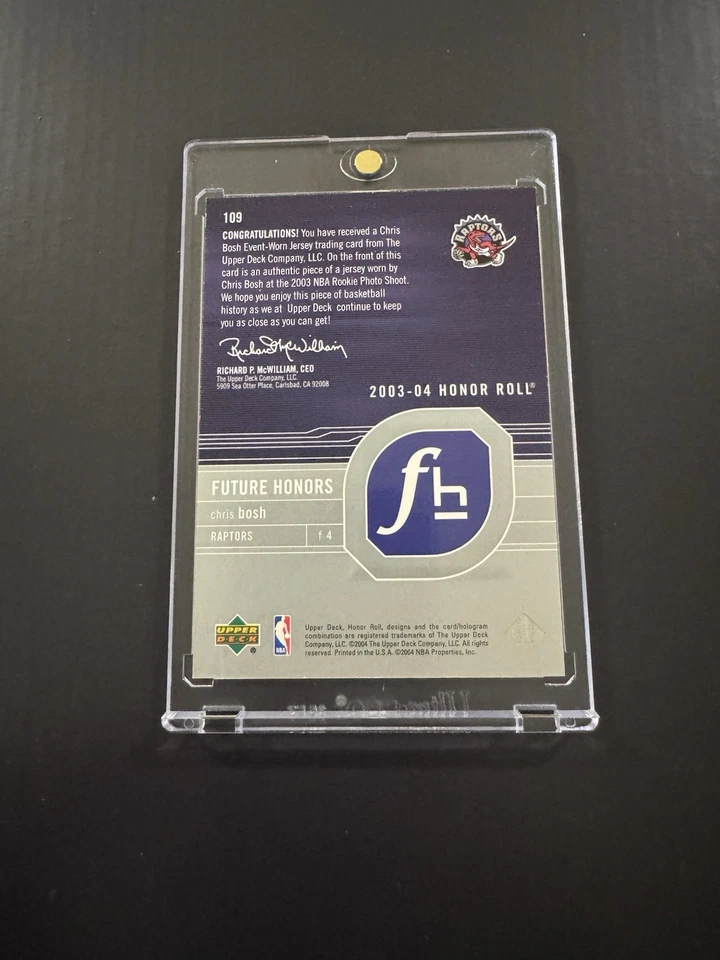 109
CONGRATULATIONS! You have received a Chris
Bosh Event-Worn Jersey trading card from The
Upper Deck Company, LLC. On the front of this
card is an authentic piece of a jersey worn by
Chris Bosh at the 2003 NBA Rookie Photo Shoot.
We hope you enjoy this piece of basketball
history as we at Upper Deck continue to keep
you as close as you can get!
RAPTORS
Richard McWilliam
RICHARD P. McWILLIAM, CEO
The Upper Deck Company, LLC.
5909 Sea Otter Place, Carlsbad, CA 92008
2003-04 HONOR ROLL®
fh
FUTURE HONORS
chris bosh
RAPTORS f 4
UPPER
DECK®
NBA
Upper Deck, Honor Roll, designs and the card/hologram
combination are registered trademarks of The Upper Deck
Company, LLC. ©2004 The Upper Deck Company, LLC. All rights
reserved. Printed in the U.S.A. ©2004 NBA Properties, Inc.